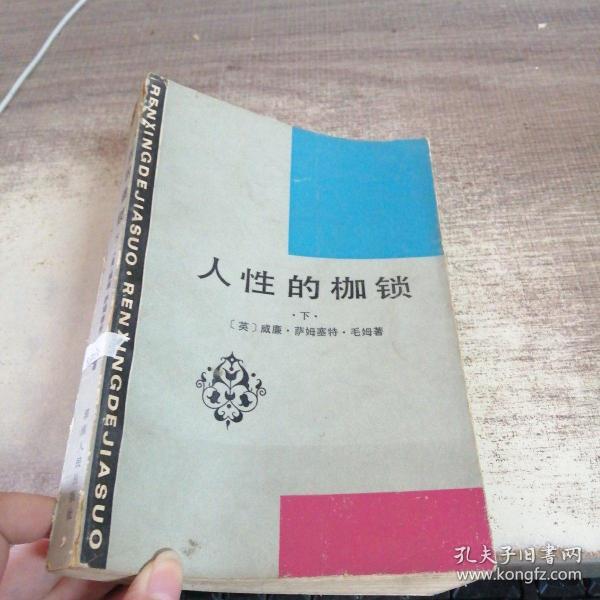 RENXINGDEJIASUO·RENXINGDEJIASUO
人性的枷锁
·下·
〔英〕威廉·萨姆塞特·毛姆著
孔夫子旧书网
www.kongfz.com